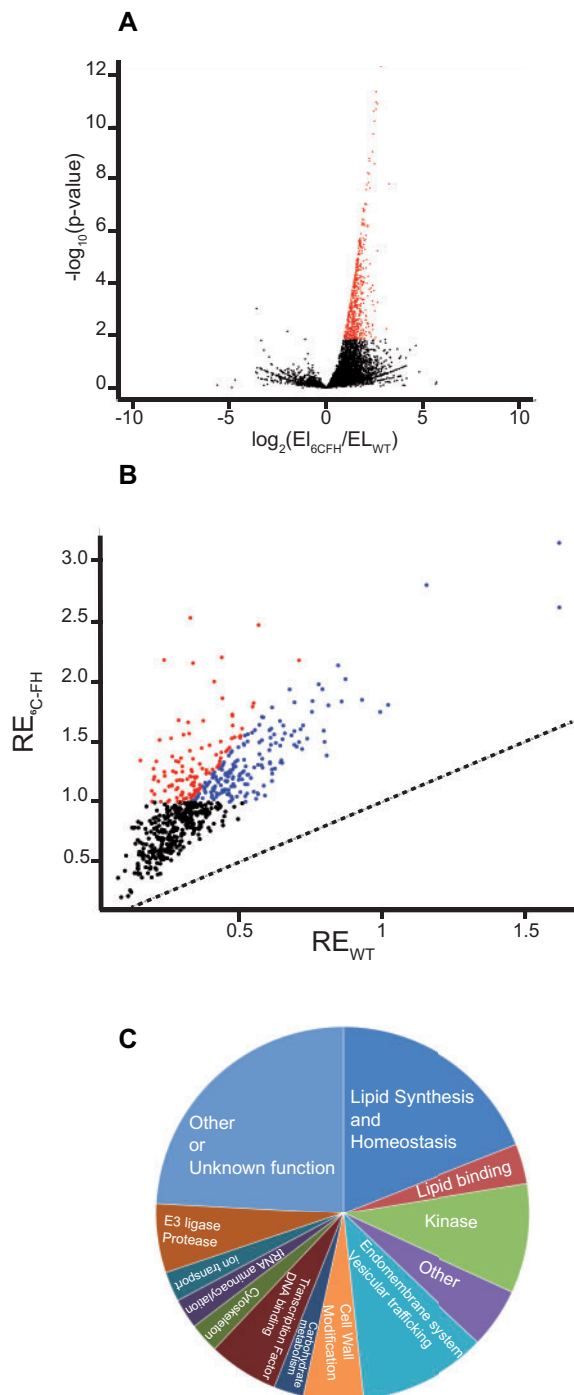 A
12
10
8
6
4
2
0
-log10(p-value)
-10
-5
0
5
10
log2(EI6CFH/ELWT)
B
3.0
2.5
2.0
1.5
1.0
0.5
RE6C-FH
0.5
1
1.5
REWT
C
Lipid Synthesis
and
Homeostasis
Lipid binding
Kinase
Other
Endomembrane system
Vesicular trafficking
Cell Wall
Modification
Carbohydrate
metabolism
Transcription Factor
DNA binding
Cytoskeleton
tRNA aminoaylation
Ion transport
E3 ligase
Protease
Other
or
Unknown function